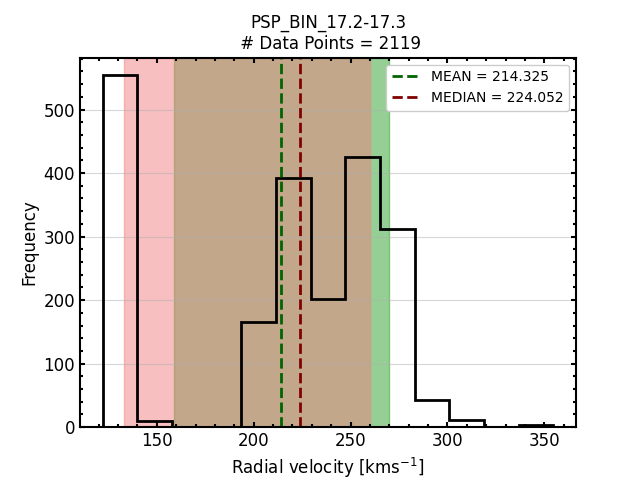 PSP_BIN_17.2-17.3
# Data Points = 2119
MEAN = 214.325
MEDIAN = 224.052
Frequency
500
400
300
200
100
0
150 200 250 300 350
Radial velocity [kms⁻¹]